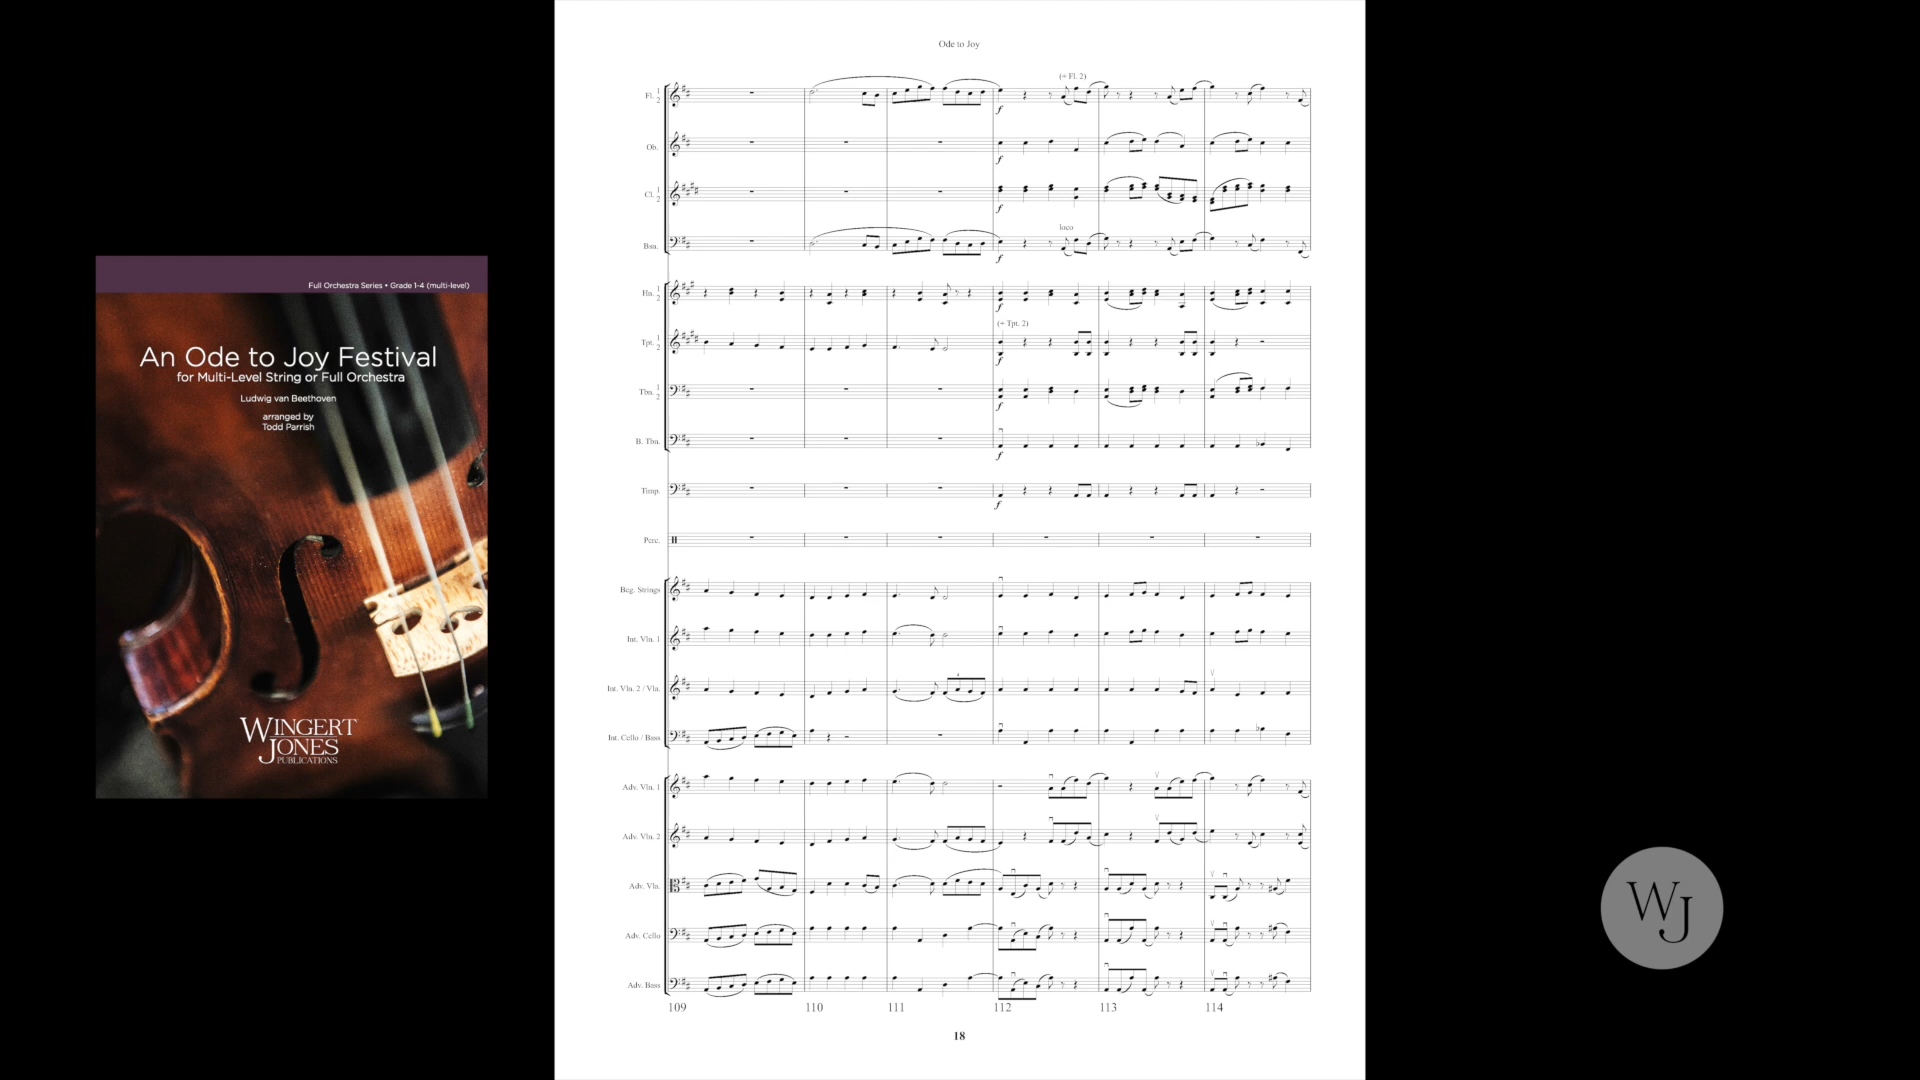 Full Orchestra Series • Grade 1-4 (multi-level)
An Ode to Joy Festival
for Multi-Level String or Full Orchestra
Ludwig van Beethoven
arranged by
Todd Parrish
WINGERT
JONES
PUBLICATIONS
Ode to Joy
(+ Fl. 2)
Fl. 1
2
f
Ob.
f
Cl. 1
2
f
loco
Bsn.
f
Hn. 1
2
f
(+ Tpt. 2)
Tpt. 1
2
f
Tbn. 1
2
f
B. Tbn.
f
Timp.
f
Perc.
Beg. Strings
Int. Vln. 1
Int. Vln. 2 / Vla.
4
Int. Cello / Bass
Adv. Vln. 1
Adv. Vln. 2
Adv. Vla.
Adv. Cello
Adv. Bass
109 110 111 112 113 114
18
WJ